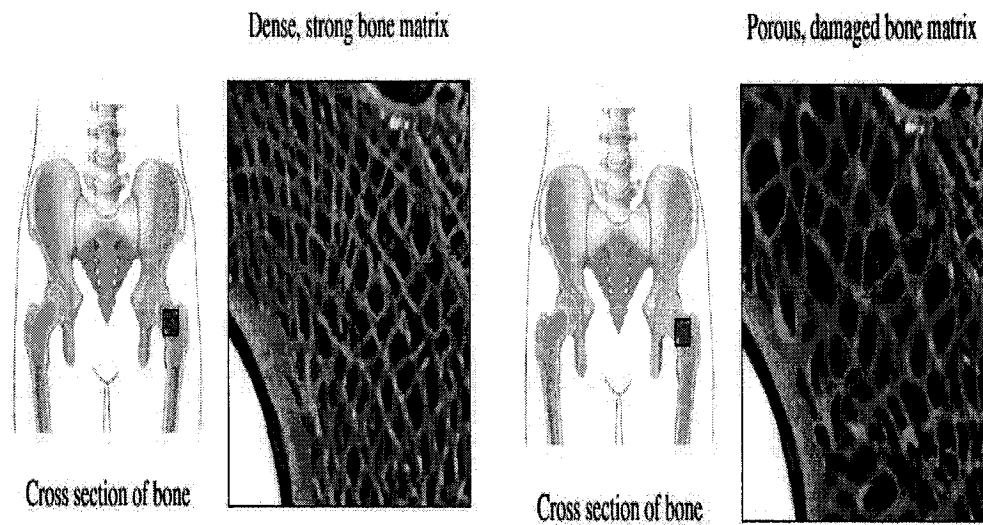 Dense, strong bone matrix
Porous, damaged bone matrix
Cross section of bone
Cross section of bone